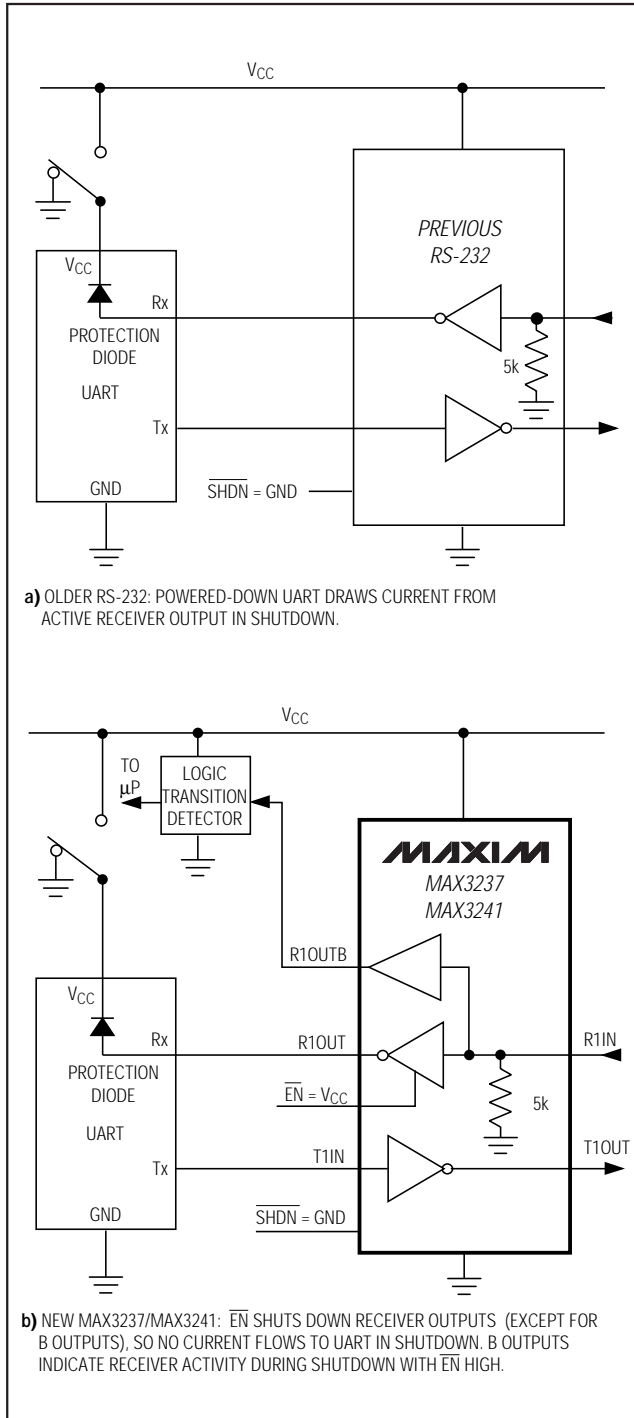 VCC
PREVIOUS
RS-232
VCC
Rx
PROTECTION
DIODE
5k
UART
Tx
GND
SHDN = GND
a) OLDER RS-232: POWERED-DOWN UART DRAWS CURRENT FROM
ACTIVE RECEIVER OUTPUT IN SHUTDOWN.
VCC
TO
µP
LOGIC
TRANSITION
DETECTOR
MAXIM
MAX3237
MAX3241
R1OUTB
VCC
Rx
R1OUT
R1IN
PROTECTION
DIODE
EN = VCC
5k
UART
Tx
T1IN
T1OUT
GND
SHDN = GND
b) NEW MAX3237/MAX3241: EN SHUTS DOWN RECEIVER OUTPUTS (EXCEPT FOR
B OUTPUTS), SO NO CURRENT FLOWS TO UART IN SHUTDOWN. B OUTPUTS
INDICATE RECEIVER ACTIVITY DURING SHUTDOWN WITH EN HIGH.